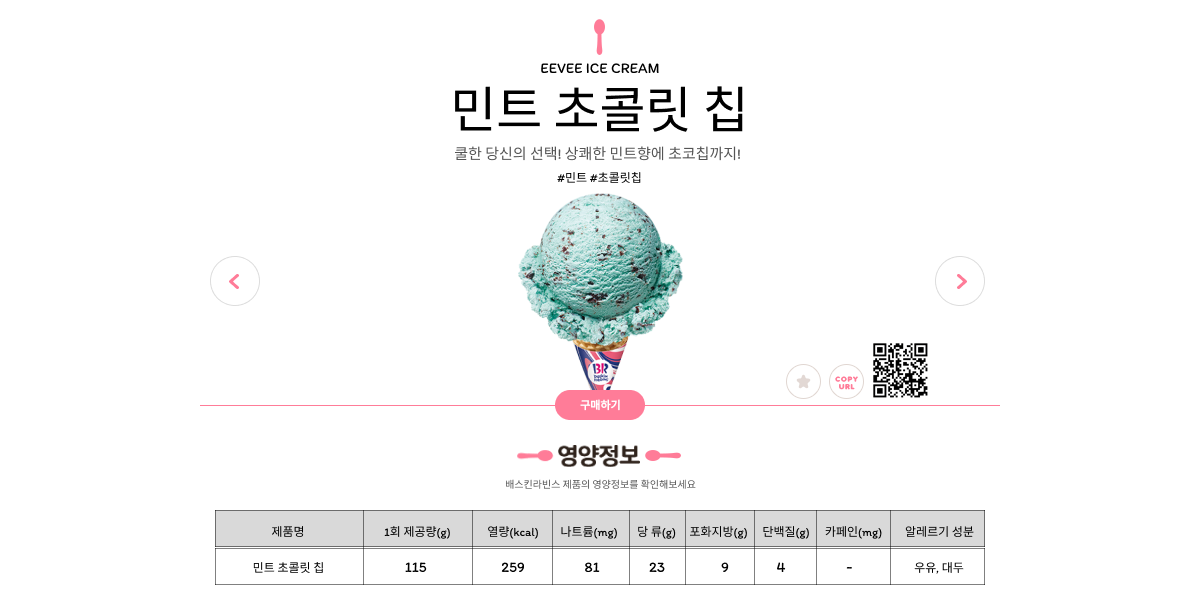 EEVEE ICE CREAM
민트 초콜릿 칩
쿨한 당신의 선택! 상쾌한 민트향에 초코칩까지!
#민트 #초콜릿칩
BR
baskin robbins
COPY
URL
구매하기
영양정보
배스킨라빈스 제품의 영양정보를 확인해보세요
제품명 1회 제공량(g) 열량(kcal) 나트륨(mg) 당 류(g) 포화지방(g) 단백질(g) 카페인(mg) 알레르기 성분
민트 초콜릿 칩 115 259 81 23 9 4 - 우유, 대두